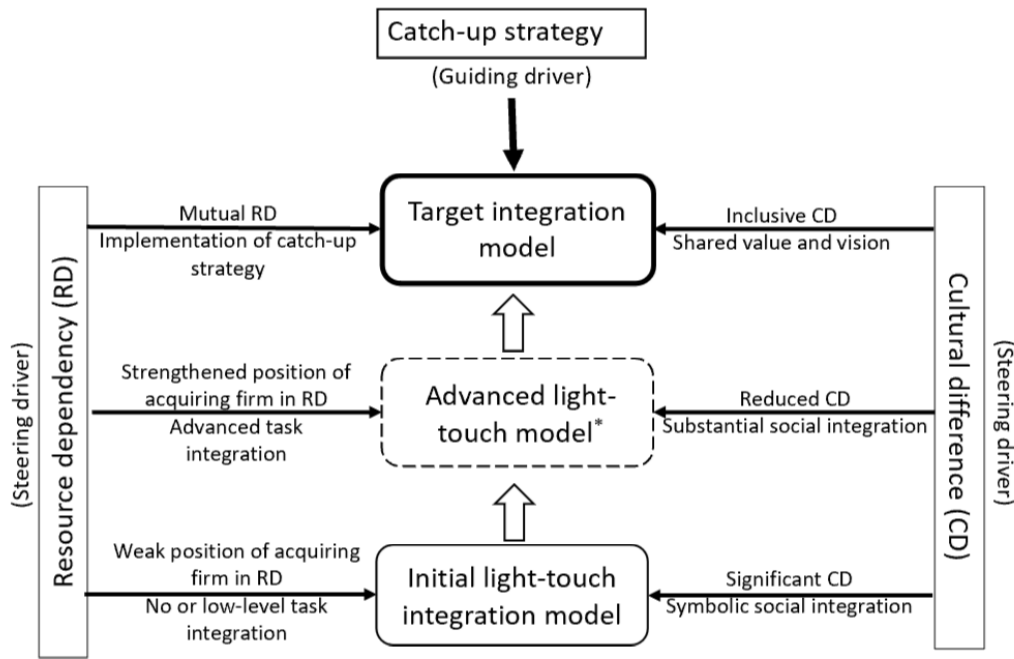 Catch-up strategy
(Guiding driver)
Mutual RD
Implementation of catch-up
strategy
Target integration
model
Inclusive CD
Shared value and vision
(Steering driver)
Resource dependency (RD)
Strengthened position of
acquiring firm in RD
Advanced task
integration
Advanced light-
touch model*
Reduced CD
Substantial social integration
Cultural difference (CD)
(Steering driver)
Weak position of acquiring
firm in RD
No or low-level task
integration
Initial light-touch
integration model
Significant CD
Symbolic social integration